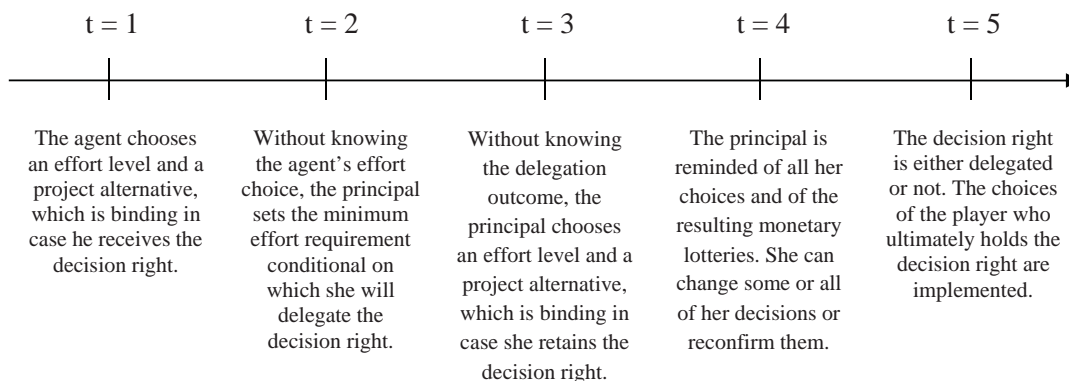 t = 1
t = 2
t = 3
t = 4
t = 5
The agent chooses
an effort level and a
project alternative,
which is binding in
case he receives the
decision right.
Without knowing
the agent's effort
choice, the principal
sets the minimum
effort requirement
conditional on
which she will
delegate the
decision right.
Without knowing
the delegation
outcome, the
principal chooses
an effort level and a
project alternative,
which is binding in
case she retains the
decision right.
The principal is
reminded of all her
choices and of the
resulting monetary
lotteries. She can
change some or all
of her decisions or
reconfirm them.
The decision right
is either delegated
or not. The choices
of the player who
ultimately holds the
decision right are
implemented.